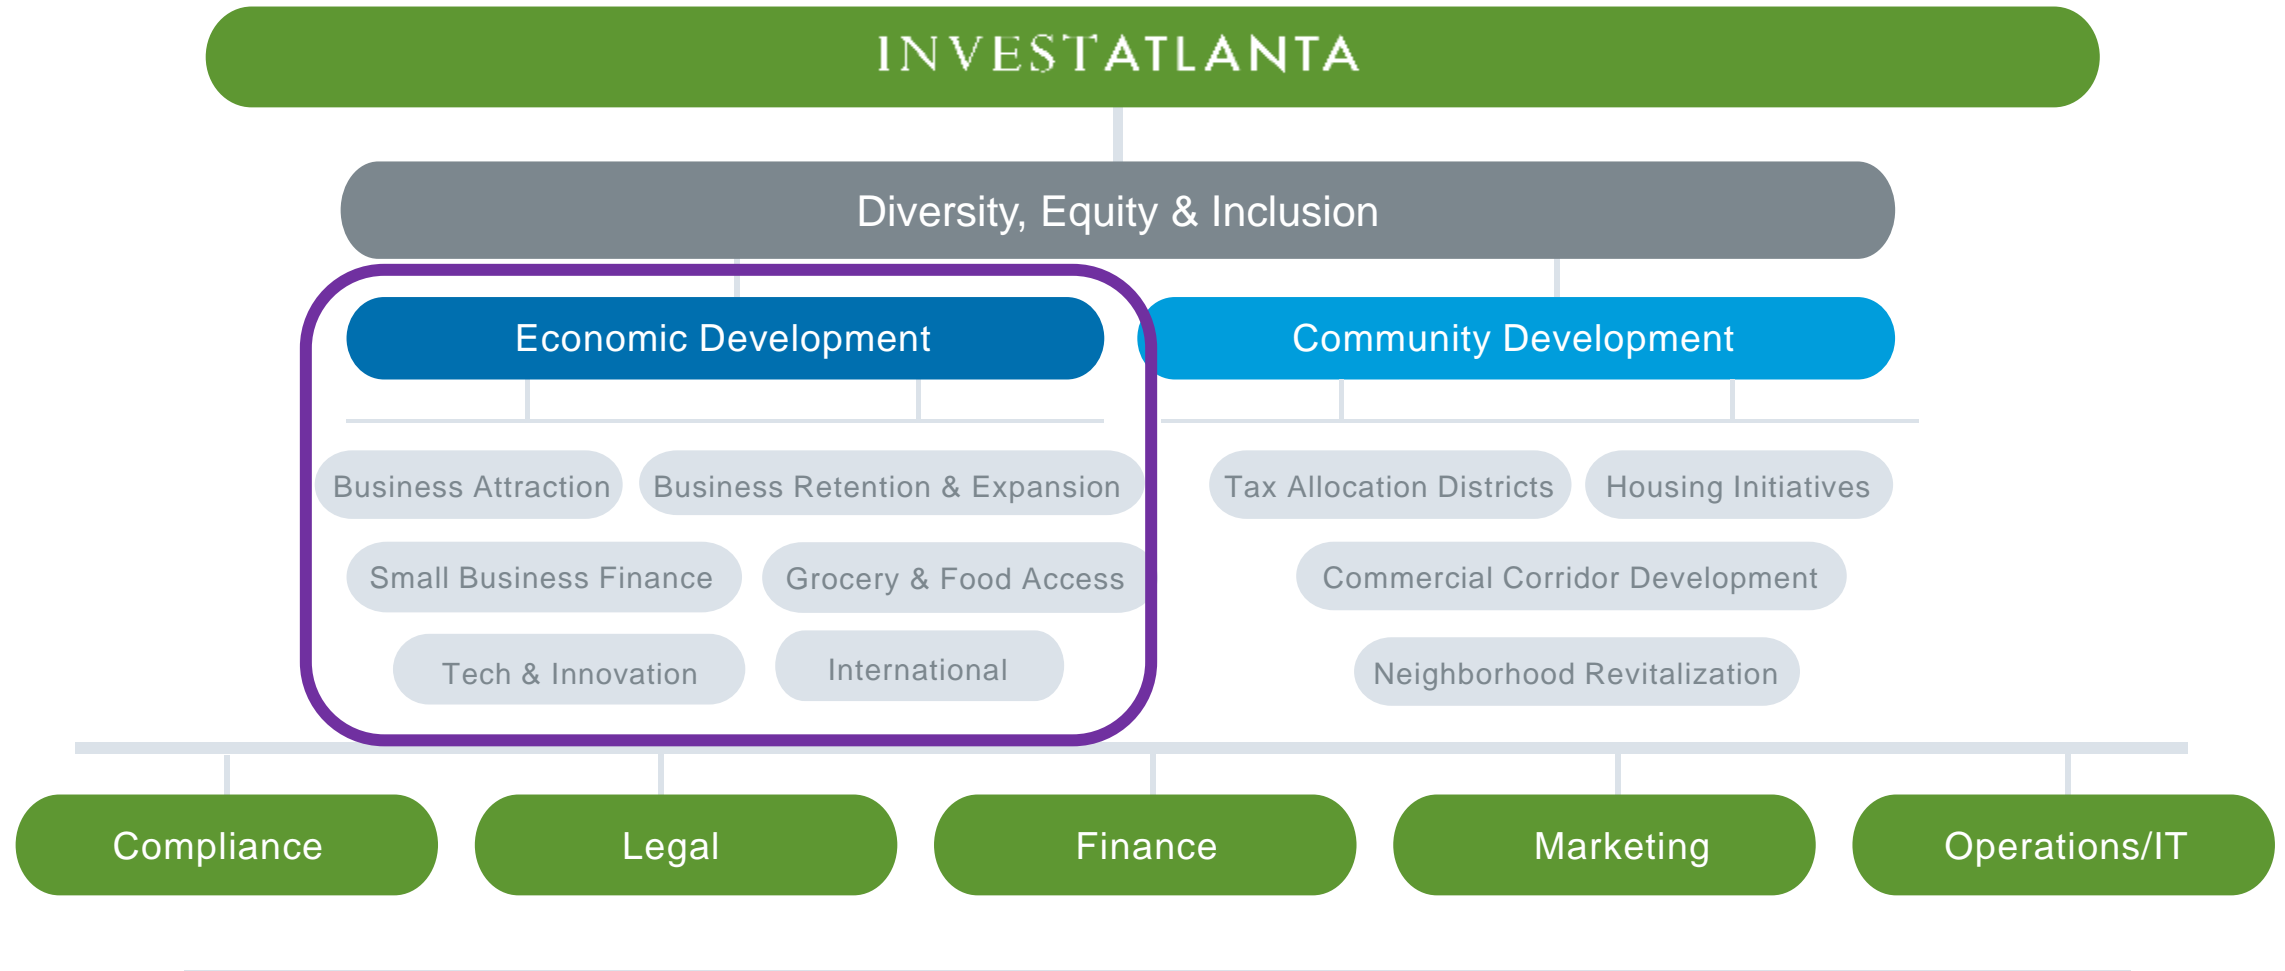 INVESTATLANTA
Diversity, Equity & Inclusion
Economic Development
Community Development
Business Attraction
Business Retention & Expansion
Tax Allocation Districts
Housing Initiatives
Small Business Finance
Grocery & Food Access
Commercial Corridor Development
Tech & Innovation
International
Neighborhood Revitalization
Compliance
Legal
Finance
Marketing
Operations/IT